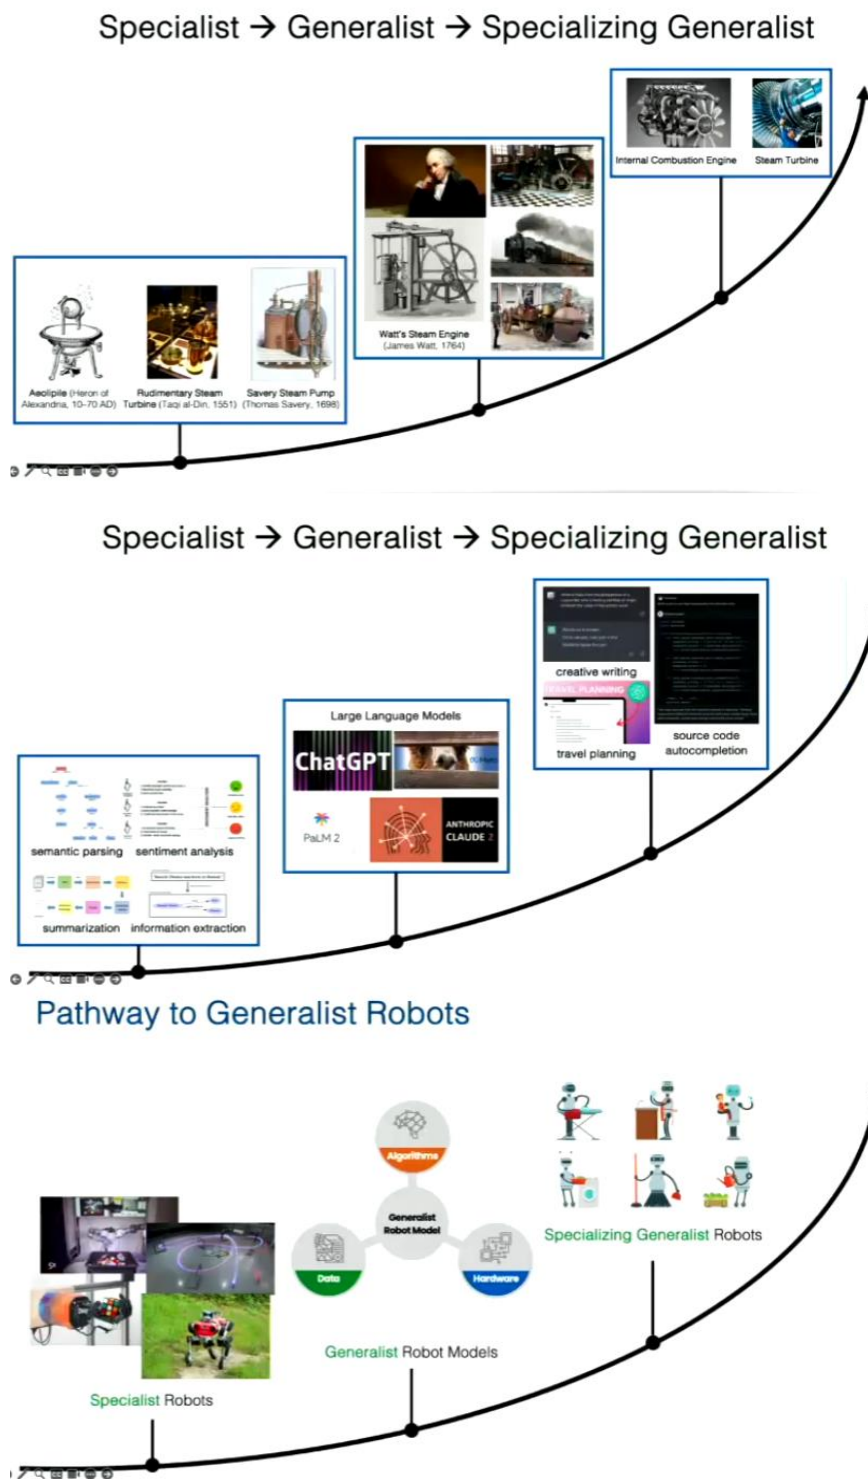 Specialist → Generalist → Specializing Generalist
Internal Combustion Engine
Steam Turbine
Watt's Steam Engine
(James Watt, 1764)
Aeolipile (Heron of
Alexandria, 10-70 AD)
Rudimentary Steam
Turbine (Taqi al-Din, 1551)
Savery Steam Pump
(Thomas Savery, 1698)
Specialist → Generalist → Specializing Generalist
creative writing
TRAVEL PLANNING
travel planning
source code
autocompletion
Large Language Models
ChatGPT
PaLM 2
ANTHROPIC
CLAUDE 2
semantic parsing
sentiment analysis
summarization
information extraction
Pathway to Generalist Robots
Algorithms
Generalist
Robot Model
Data
Hardware
Specializing Generalist Robots
Generalist Robot Models
Specialist Robots